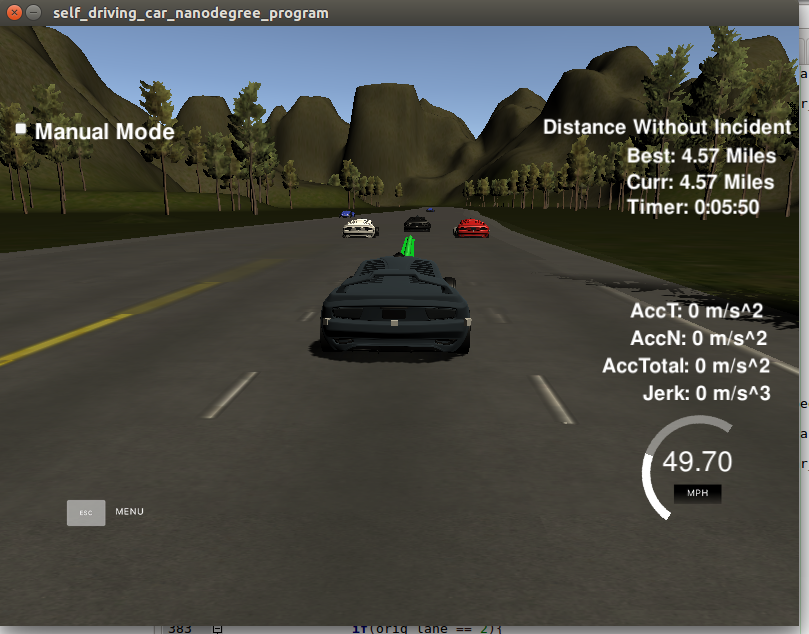 self_driving_car_nanodegree_program
Manual Mode
Distance Without Incident
Best: 4.57 Miles
Curr: 4.57 Miles
Timer: 0:05:50
AccT: 0 m/s^2
AccN: 0 m/s^2
AccTotal: 0 m/s^2
Jerk: 0 m/s^3
49.70
MPH
ESC MENU
383 if(orig_lane == 2){